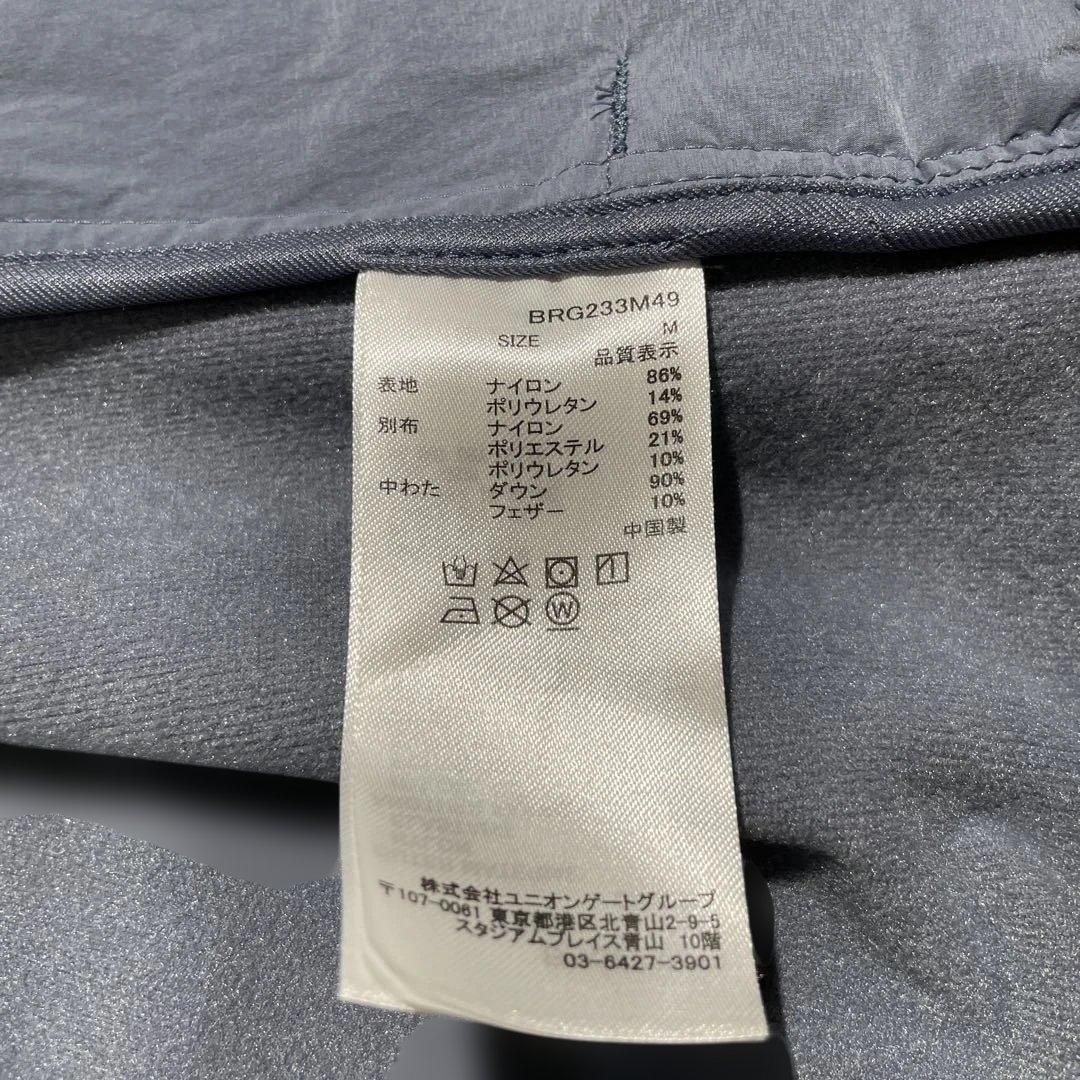 BRG233M49
SIZE M
品質表示
表地 ナイロン 86%
ポリウレタン 14%
別布 ナイロン 69%
ポリエステル 21%
ポリウレタン 10%
中わた ダウン 90%
フェザー 10%
中国製
W
株式会社ユニオンゲートグループ
〒107-0061 東京都港区北青山2-9-5
スタジアムプレイス青山 10階
03-6427-3901